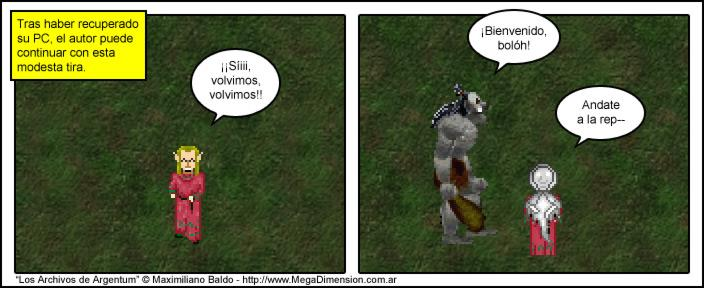 Tras haber recuperado
su PC, el autor puede
continuar con esta
modesta tira.
¡¡Síiii,
volvimos,
volvimos!!
¡Bienvenido,
bolóh!
Andate
a la rep--
"Los Archivos de Argentum" © Maximiliano Baldo - http://www.MegaDimension.com.ar